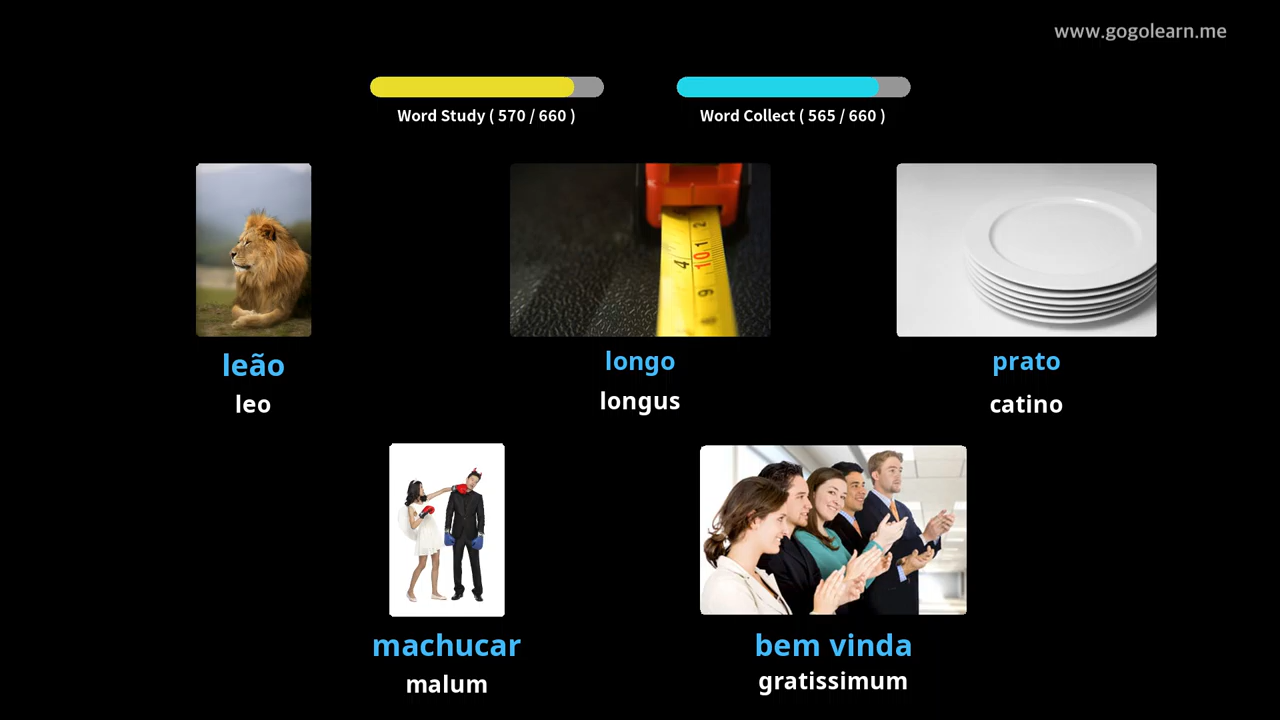 www.gogolearn.me
Word Study ( 570 / 660 )
Word Collect ( 565 / 660 )
leão
longo
prato
leo
longus
catino
machucar
bem vinda
malum
gratissimum